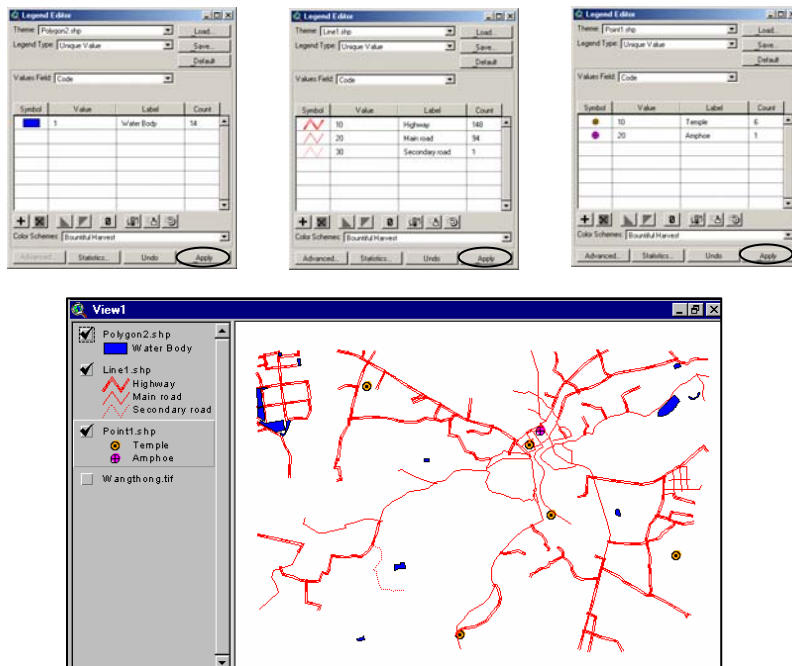 Legend Editor
Theme: Polygon2.shp
Load...
Legend Type: Unique Value
Save...
Default
Values Field: Code
Symbol Value Label Count
1 Water Body 14
Color Schemes: Bountiful Harvest
Advanced... Statistics... Undo Apply
Legend Editor
Theme: Line1.shp
Load...
Legend Type: Unique Value
Save...
Default
Values Field: Code
Symbol Value Label Count
10 Highway 148
20 Main road 94
30 Secondary road 1
Color Schemes: Bountiful Harvest
Advanced... Statistics... Undo Apply
Legend Editor
Theme: Point1.shp
Load...
Legend Type: Unique Value
Save...
Default
Values Field: Code
Symbol Value Label Count
10 Temple 6
20 Amphoe 1
Color Schemes: Bountiful Harvest
Advanced... Statistics... Undo Apply
View1
Polygon2.shp
Water Body
Line1.shp
Highway
Main road
Secondary road
Point1.shp
Temple
Amphoe
Wangthong.tif